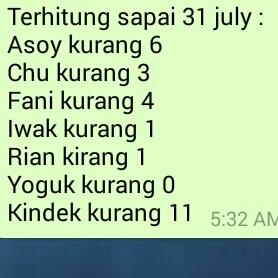 Terhitung sapai 31 july :
Asoy kurang 6
Chu kurang 3
Fani kurang 4
Iwak kurang 1
Rian kirang 1
Yoguk kurang 0
Kindek kurang 11
5:32 AM